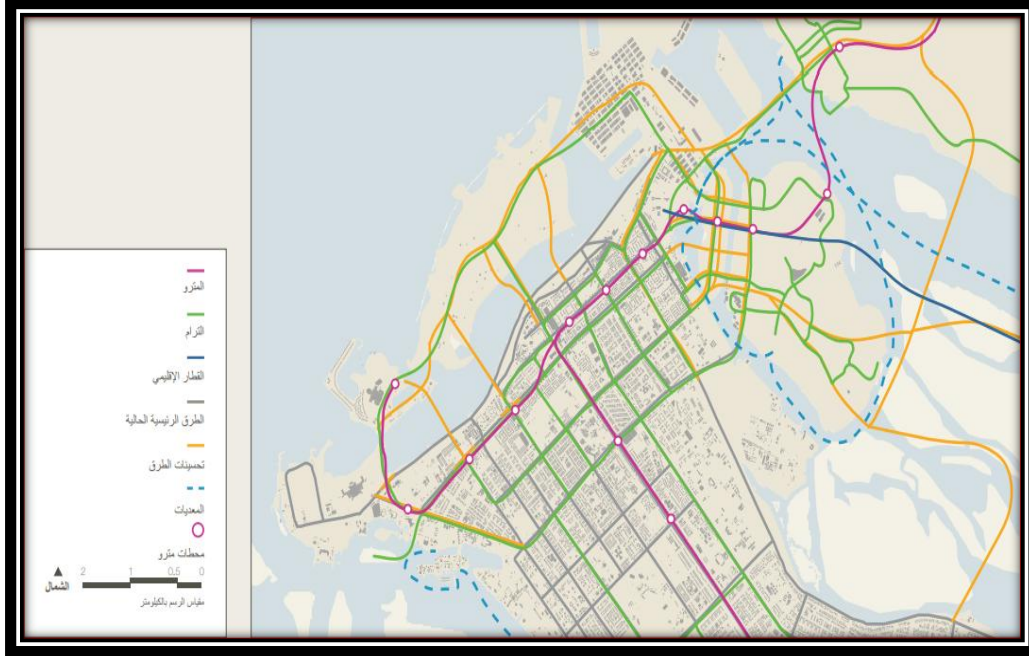 المترو
الترام
القطار الإقليمي
الطرق الرئيسية الحالية
تحسينات الطرق
المعديات
محطات مترو
2 1 0.5 0
الشمال
مقياس الرسم بالكيلومتر